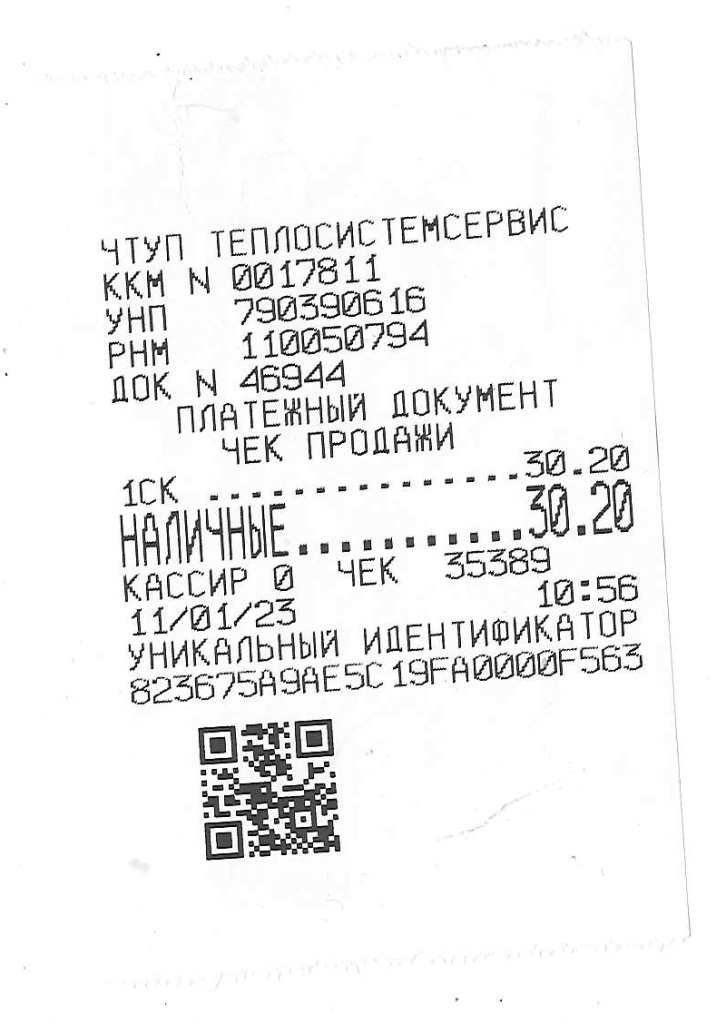 ЧТУП ТЕПЛОСИСТЕМСЕРВИС
ККМ N 0017811
УНП 790390616
РНМ 110050794
ДОК N 46944
ПЛАТЕЖНЫЙ ДОКУМЕНТ
ЧЕК ПРОДАЖИ
1СК ...............30.20
НАЛИЧНЫЕ...........30.20
КАССИР 0 ЧЕК 35389
11/01/23 10:56
УНИКАЛЬНЫЙ ИДЕНТИФИКАТОР
823675A9AE5C19FA0000F563